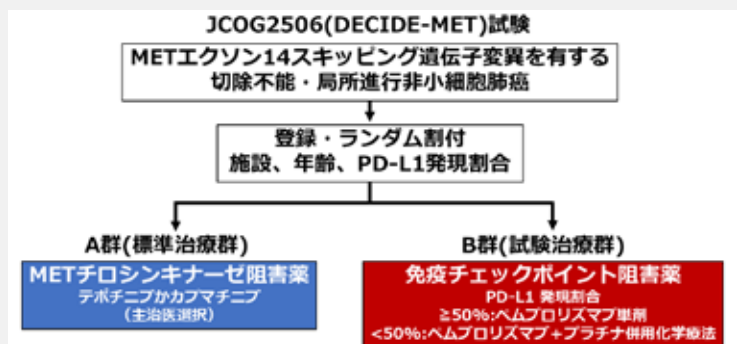 JCOG2506(DECIDE-MET)試験
METエクソン14スキッピング遺伝子変異を有する
切除不能・局所進行非小細胞肺癌
登録・ランダム割付
施設、年齢、PD-L1発現割合
A群(標準治療群)
METチロシンキナーゼ阻害薬
テポチニブかカプマチニブ
(主治医選択)
B群(試験治療群)
免疫チェックポイント阻害薬
PD-L1 発現割合
≥50%:ペムブロリズマブ単剤
<50%:ペムブロリズマブ+プラチナ併用化学療法